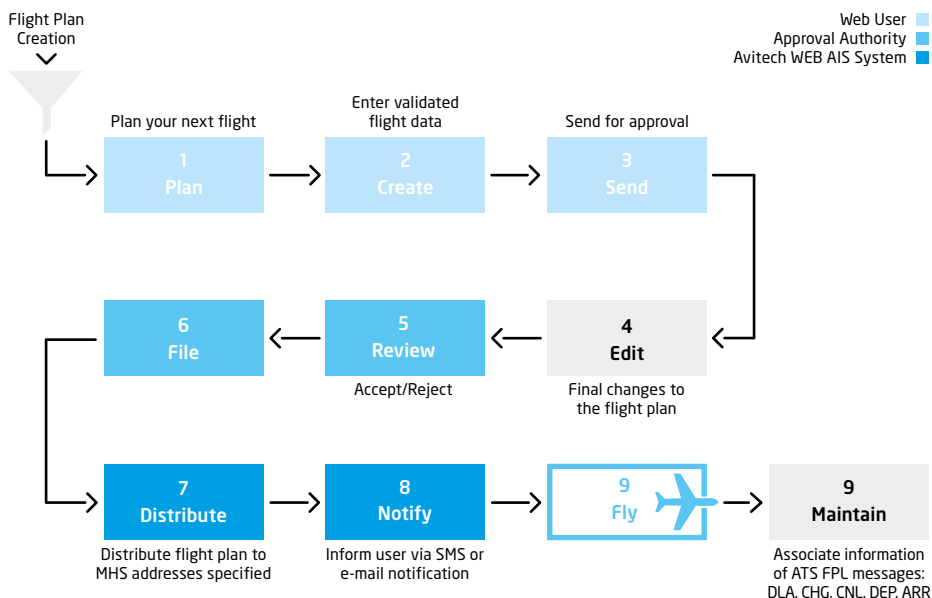 Flight Plan
Creation
Web User
Approval Authority
Avitech WEB AIS System
Plan your next flight
Enter validated
flight data
Send for approval
1
Plan
2
Create
3
Send
6
File
5
Review
4
Edit
Accept/Reject
Final changes to
the flight plan
7
Distribute
8
Notify
9
Fly
9
Maintain
Distribute flight plan to
MHS addresses specified
Inform user via SMS or
e-mail notification
Associate information
of ATS FPL messages:
DLA, CHG, CNL, DEP, ARR